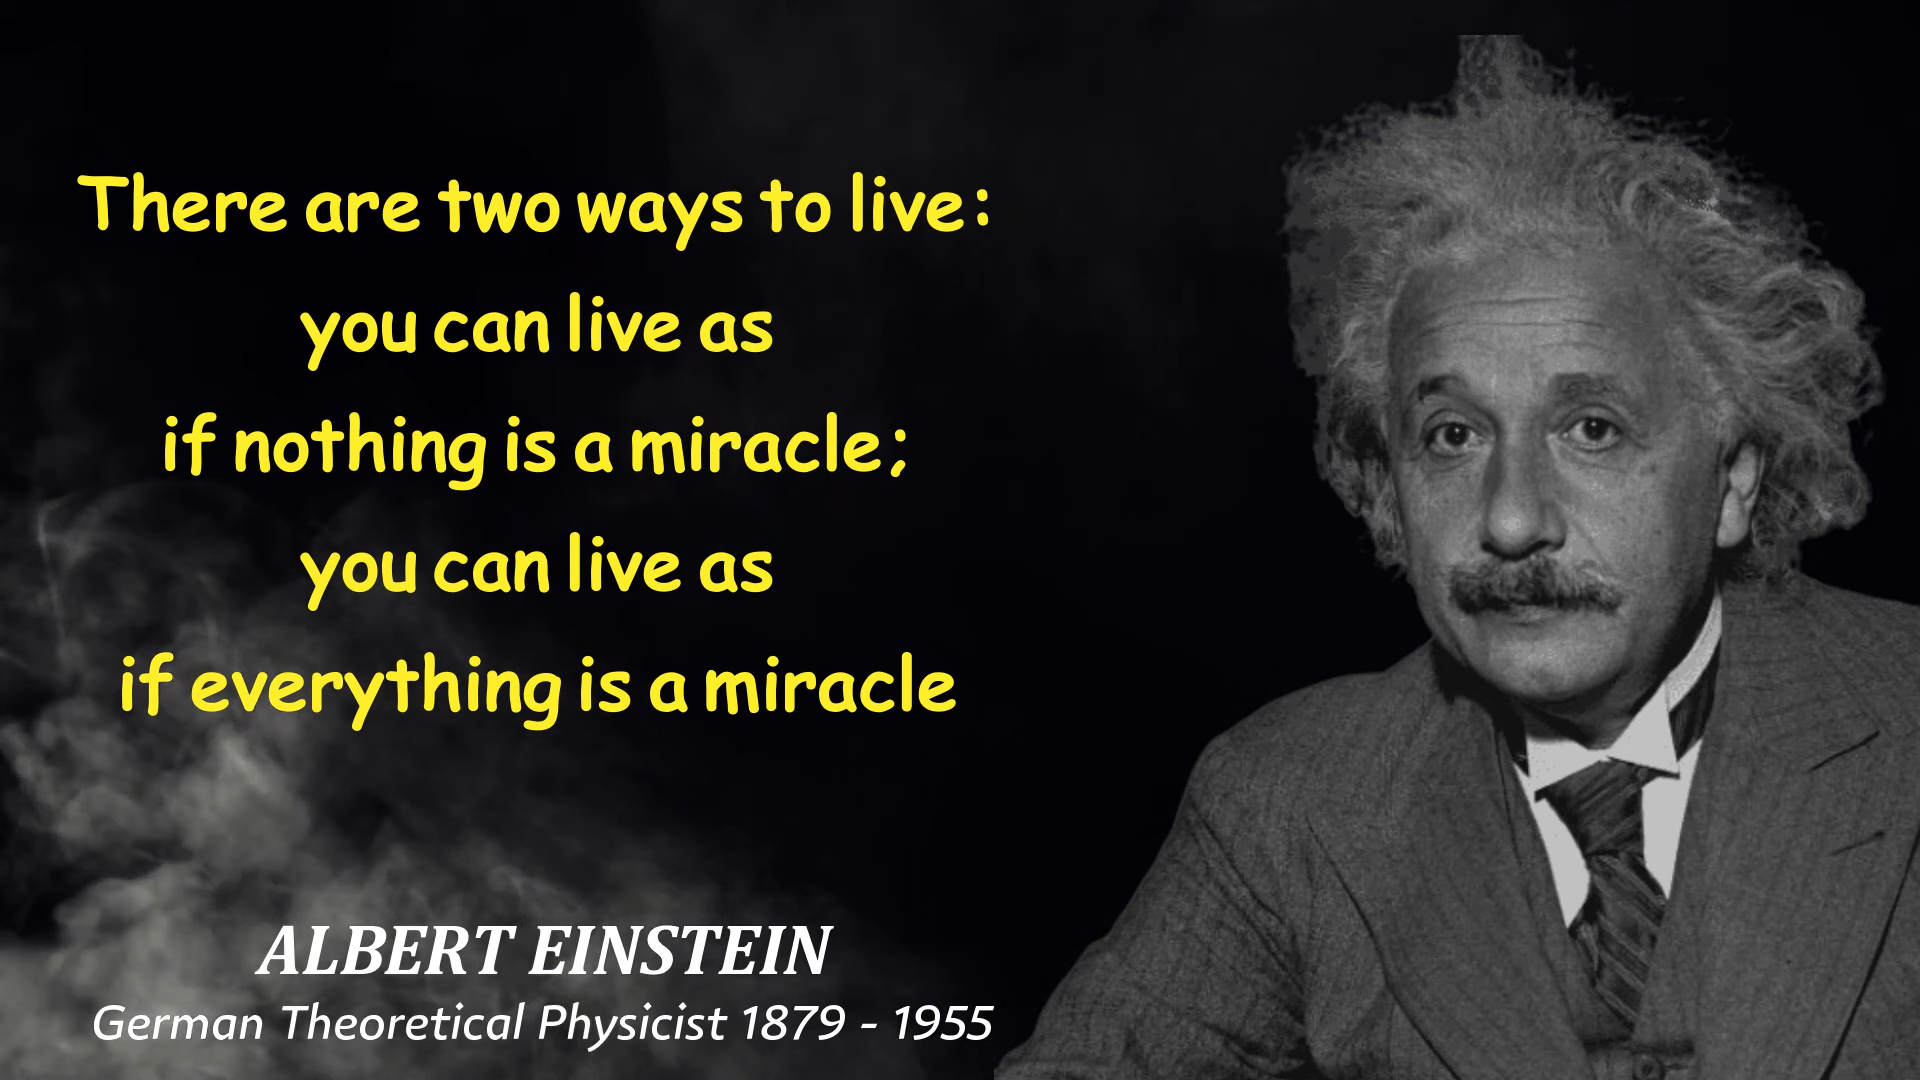 There are two ways to live:
you can live as
if nothing is a miracle;
you can live as
if everything is a miracle
ALBERT EINSTEIN
German Theoretical Physicist 1879 - 1955